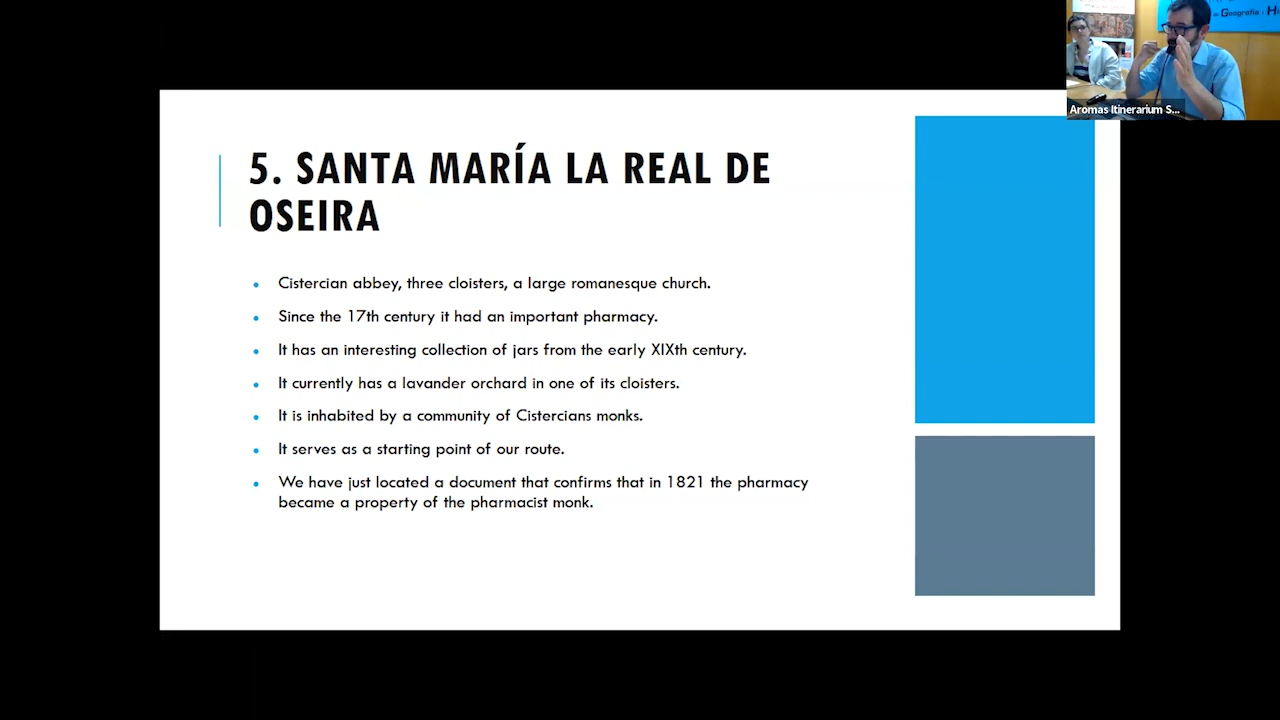 de Geografia i H
Aromas Itinerarium S...
5. SANTA MARÍA LA REAL DE
OSEIRA
Cistercian abbey, three cloisters, a large romanesque church.
Since the 17th century it had an important pharmacy.
It has an interesting collection of jars from the early XIXth century.
It currently has a lavander orchard in one of its cloisters.
It is inhabited by a community of Cistercians monks.
It serves as a starting point of our route.
We have just located a document that confirms that in 1821 the pharmacy
became a property of the pharmacist monk.